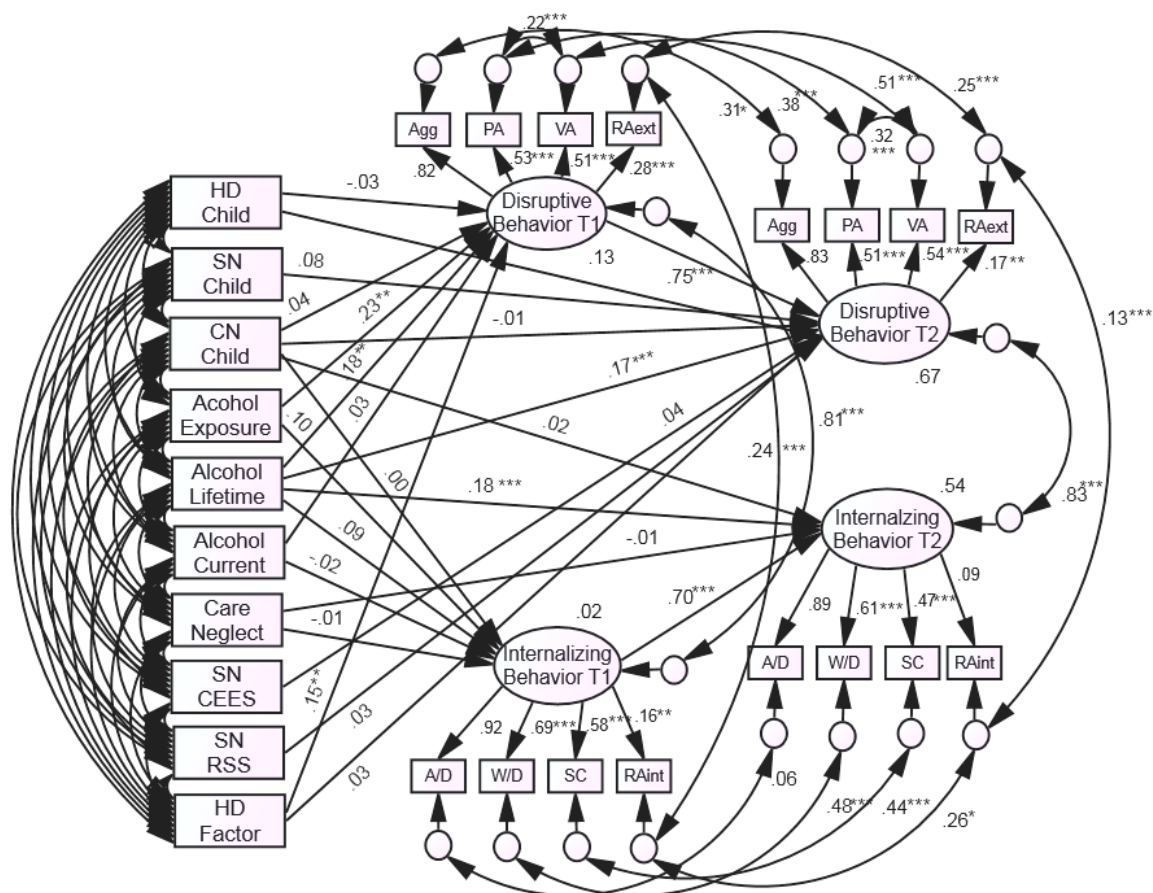 .22***
Agg
PA
VA
RAext
.31*
.38
***
.51***
.25***
.32
***
.82
.53***
.51***
.28***
HD
Child
-.03
Disruptive
Behavior T1
Agg
PA
VA
RAext
SN
Child
.08
.13
.75***
.83
.51***
.54***
.17**
CN
Child
.04
.23**
-.01
Disruptive
Behavior T2
.13***
.67
Acohol
Exposure
.18**
.17***
.10
.03
.04
.02
.81***
.24
***
Alcohol
Lifetime
.00
.18 ***
.54
.83***
Alcohol
Current
.09
-.02
-.01
Internalzing
Behavior T2
Care
Neglect
-.01
.02
.70***
.89
.61***
.47***
.09
SN
CEES
.15**
Internalizing
Behavior T1
A/D
W/D
SC
RAint
SN
RSS
.03
.92
.69***
.58***
.16**
HD
Factor
.03
A/D
W/D
SC
RAint
.06
.48***
.44***
.26*